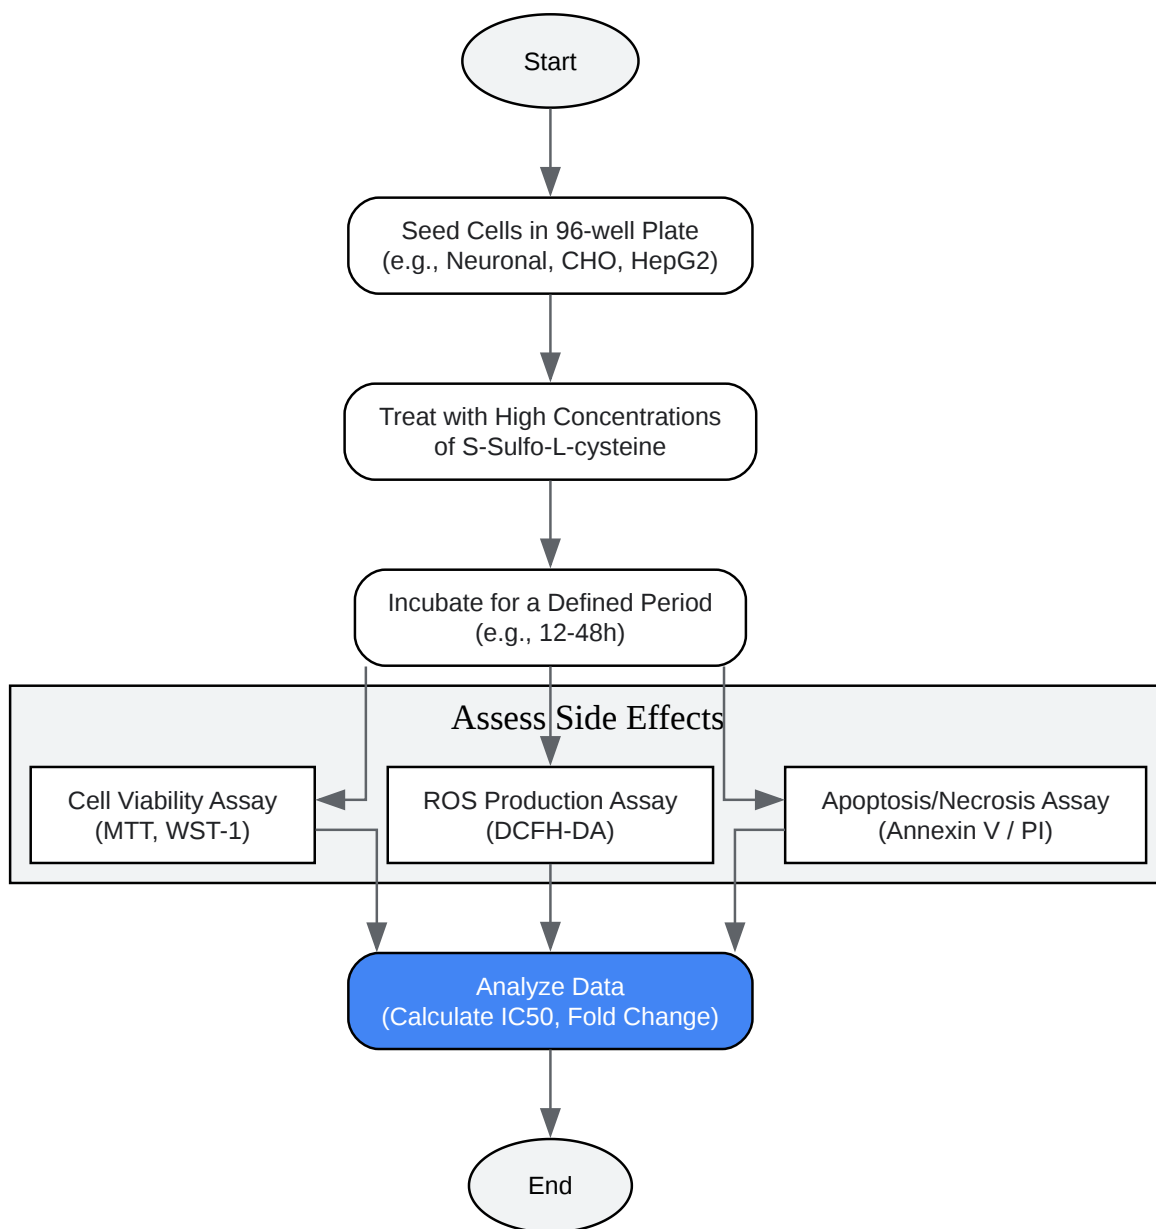 Start
Seed Cells in 96-well Plate
(e.g., Neuronal, CHO, HepG2)
Treat with High Concentrations
of S-Sulfo-L-cysteine
Incubate for a Defined Period
(e.g., 12-48h)
Assess Side Effects
Cell Viability Assay
(MTT, WST-1)
ROS Production Assay
(DCFH-DA)
Apoptosis/Necrosis Assay
(Annexin V / PI)
Analyze Data
(Calculate IC50, Fold Change)
End